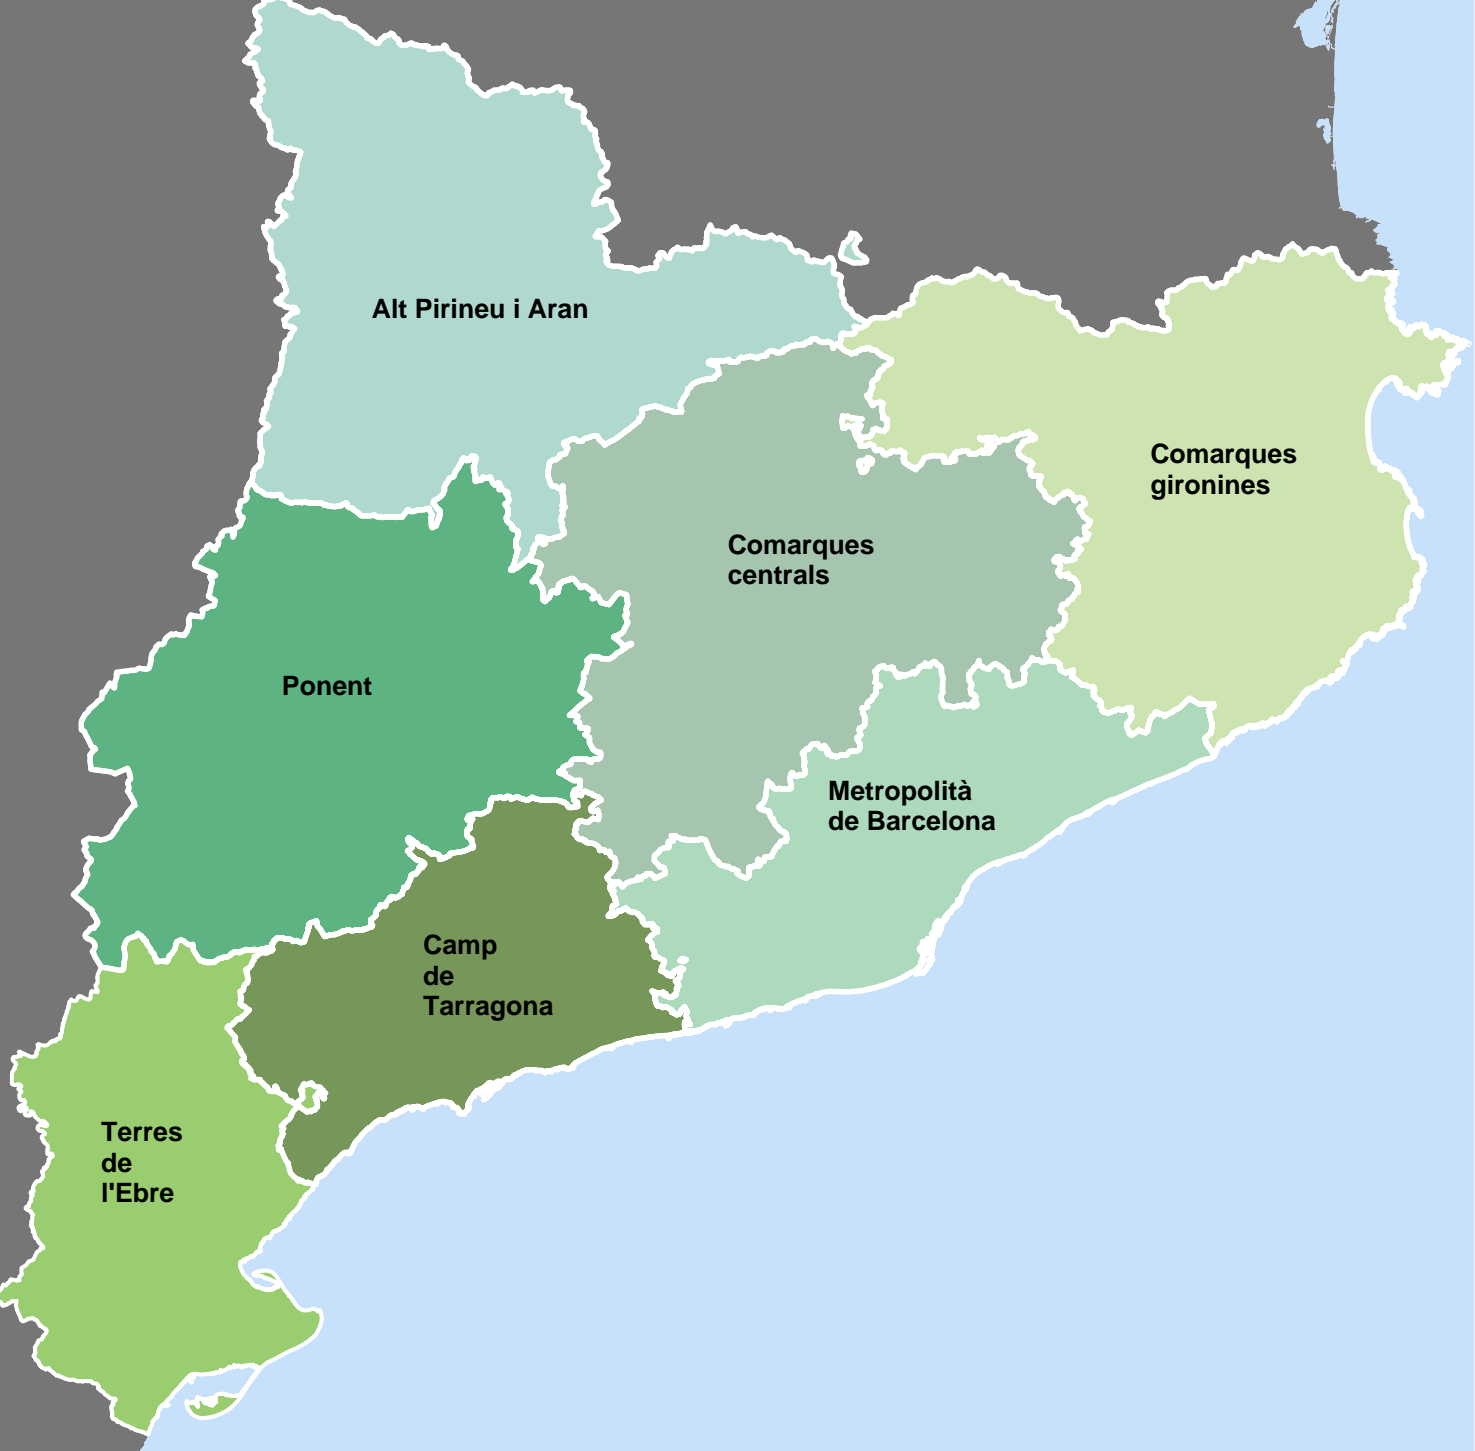 Alt Pirineu i Aran
Comarques
gironines
Comarques
centrals
Ponent
Metropolità
de Barcelona
Camp
de
Tarragona
Terres
de
l'Ebre